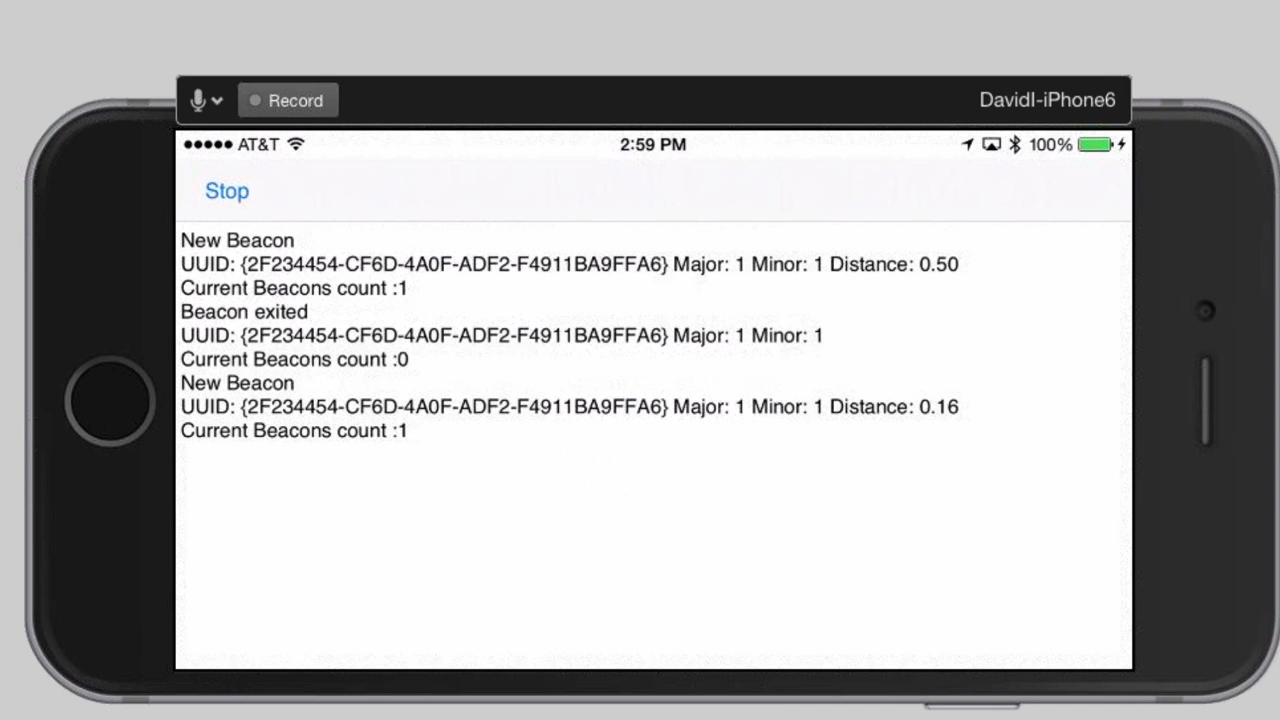 Record
DavidI-iPhone6
AT&T 2:59 PM 100%
Stop
New Beacon
UUID: {2F234454-CF6D-4A0F-ADF2-F4911BA9FFA6} Major: 1 Minor: 1 Distance: 0.50
Current Beacons count :1
Beacon exited
UUID: {2F234454-CF6D-4A0F-ADF2-F4911BA9FFA6} Major: 1 Minor: 1
Current Beacons count :0
New Beacon
UUID: {2F234454-CF6D-4A0F-ADF2-F4911BA9FFA6} Major: 1 Minor: 1 Distance: 0.16
Current Beacons count :1